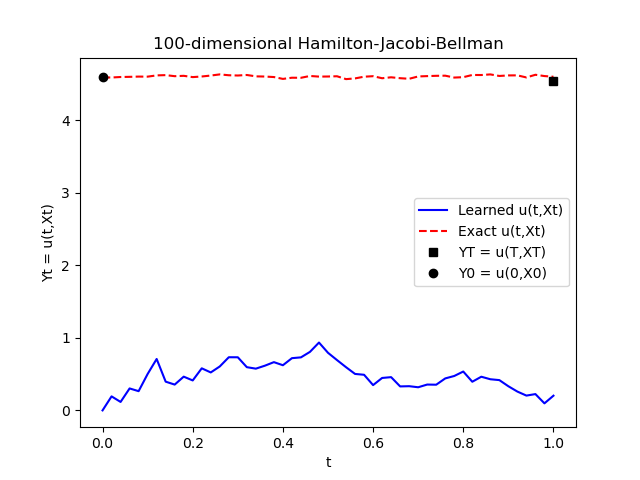 100-dimensional Hamilton-Jacobi-Bellman
Yt = u(t,Xt)
4
3
2
1
0
Learned u(t,Xt)
Exact u(t,Xt)
YT = u(T,XT)
Y0 = u(0,X0)
0.0 0.2 0.4 0.6 0.8 1.0
t